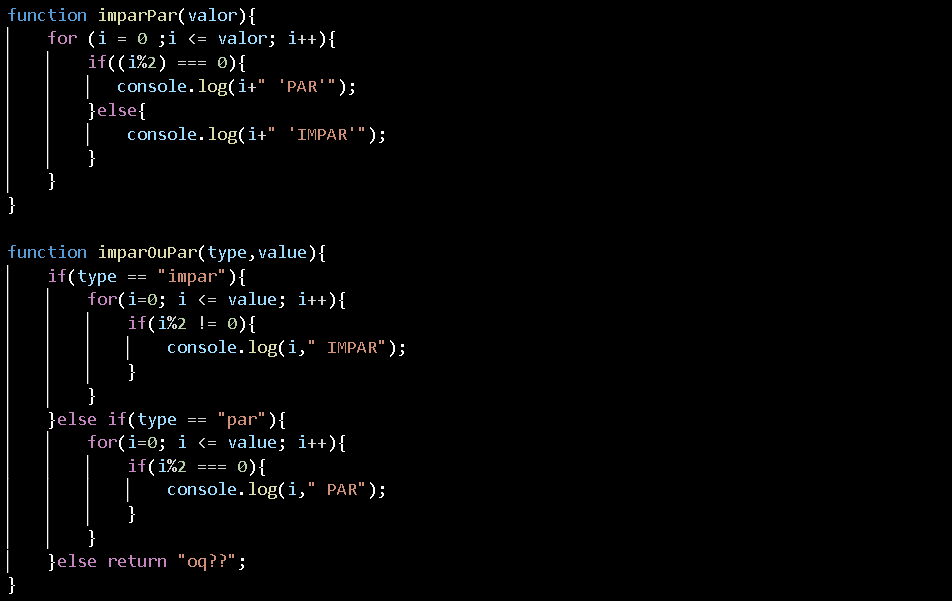 function imparPar(valor){
    for (i = 0 ;i <= valor; i++){
        if((i%2) === 0){
           console.log(i+" 'PAR'");
        }else{
            console.log(i+" 'IMPAR'");
        }
    }
}

function imparOuPar(type,value){
    if(type == "impar"){
        for(i=0; i <= value; i++){
            if(i%2 != 0){
                console.log(i," IMPAR");
            }
        }
    }else if(type == "par"){
        for(i=0; i <= value; i++){
            if(i%2 === 0){
                console.log(i," PAR");
            }
        }
    }else return "oq??";
}